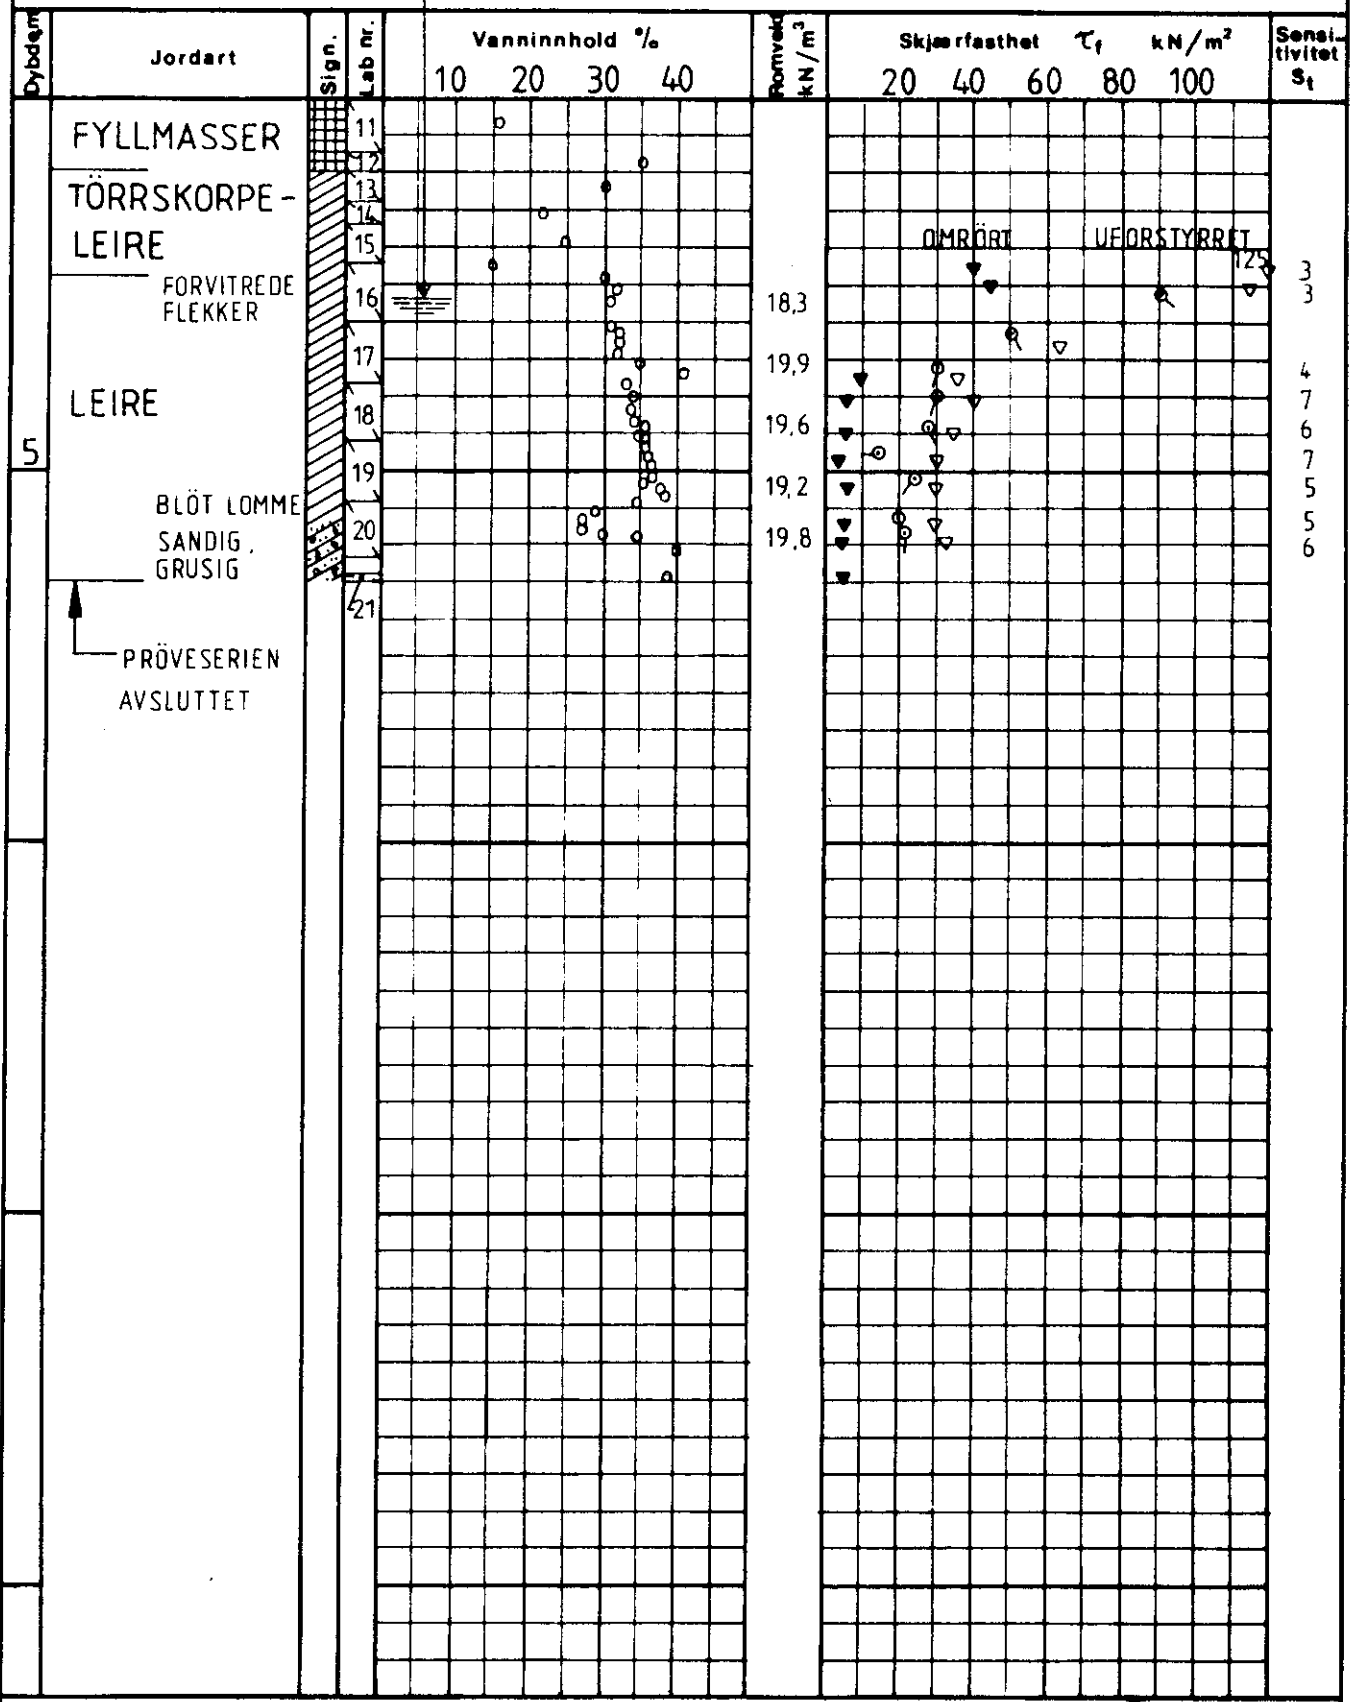 Dybde,m
Jordart
Sign.
Lab nr.
Vanninnhold %
10 20 30 40
Romvekt
kN/m³
Skjærfasthet τf kN/m²
20 40 60 80 100
Sensi-
tivitet
St
FYLLMASSER
TÖRRSKORPE-
LEIRE
FORVITREDE
FLEKKER
LEIRE
5
BLÖT LOMME
SANDIG,
GRUSIG
PRÖVESERIEN
AVSLUTTET
11
12
13
14
15
16
17
18
19
20
21
18,3
19,9
19,6
19,2
19,8
OMRÖRT UFORSTYRRET
125
3
3
4
7
6
7
5
5
6